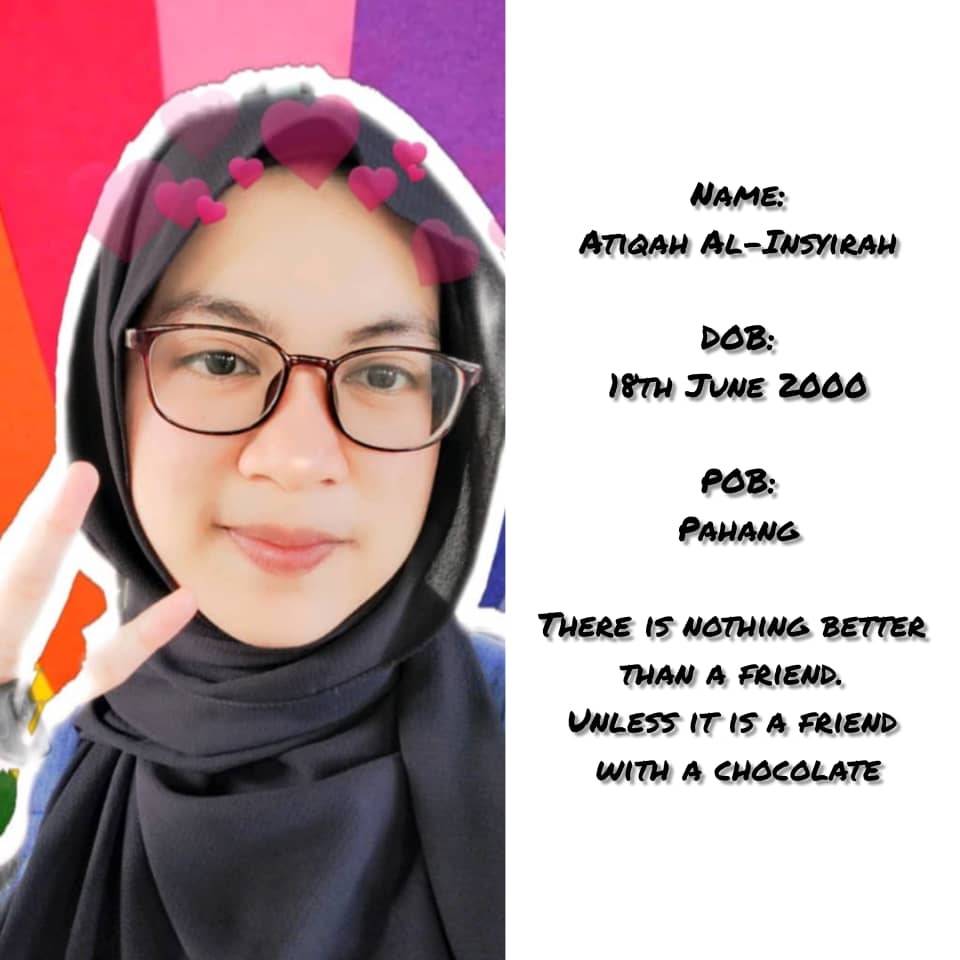 Name:
Atiqah Al-Insyirah
DOB:
18th June 2000
POB:
Pahang
There is nothing better
than a friend.
Unless it is a friend
with a chocolate